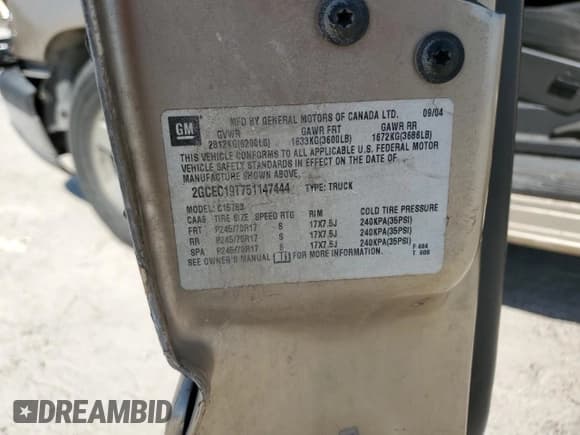 GM
MFD BY GENERAL MOTORS OF CANADA LTD. 09/04
GVWR GAWR FRT GAWR RR
2812KG(6200LB) 1633KG(3600LB) 1672KG(3686LB)
THIS VEHICLE CONFORMS TO ALL APPLICABLE U.S. FEDERAL MOTOR
VEHICLE SAFETY STANDARDS IN EFFECT ON THE DATE OF
MANUFACTURE SHOWN ABOVE.
2GCEC19T751147444 TYPE: TRUCK
MODEL: C15753
TIRE SIZE SPEED RTG RIM COLD TIRE PRESSURE
FRT P245/70R17 S 17X7.5J 240KPA(35PSI)
RR P245/70R17 S 17X7.5J 240KPA(35PSI)
SPA P245/70R17 S 17X7.5J 240KPA(35PSI)
SEE OWNER'S MANUAL FOR MORE INFORMATION.
DREAMBID